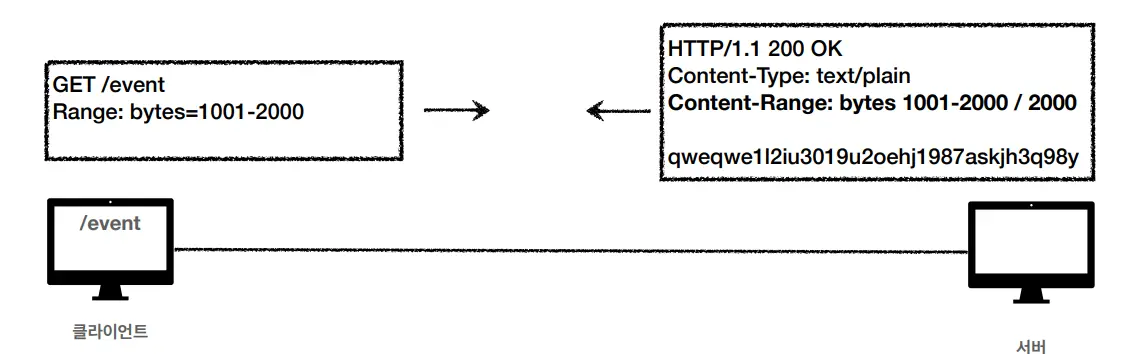 GET /event
Range: bytes=1001-2000
HTTP/1.1 200 OK
Content-Type: text/plain
Content-Range: bytes 1001-2000 / 2000
qweqwe1l2iu3019u2oehj1987askjh3q98y
/event
클라이언트
서버